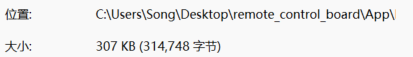 位置: C:\Users\Song\Desktop\remote_control_board\App\
大小: 307 KB (314,748 字节)